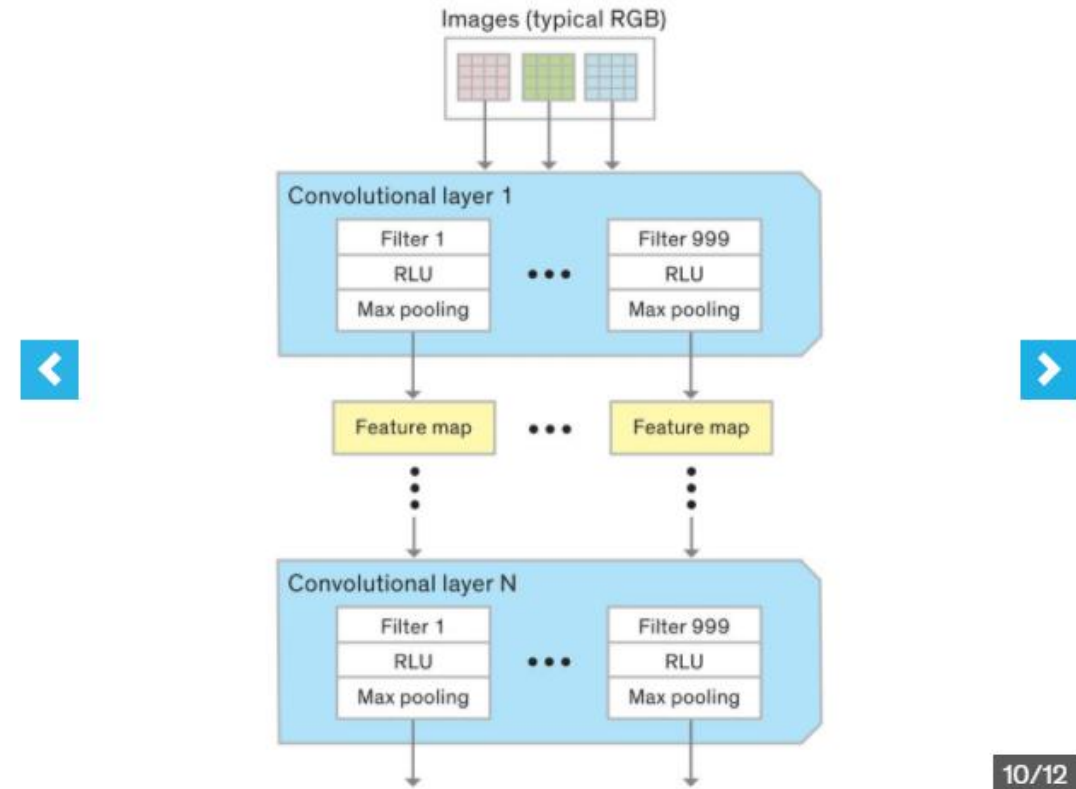 Images (typical RGB)
Convolutional layer 1
Filter 1
RLU
Max pooling
Filter 999
RLU
Max pooling
Feature map
Feature map
Convolutional layer N
Filter 1
RLU
Max pooling
Filter 999
RLU
Max pooling
10/12